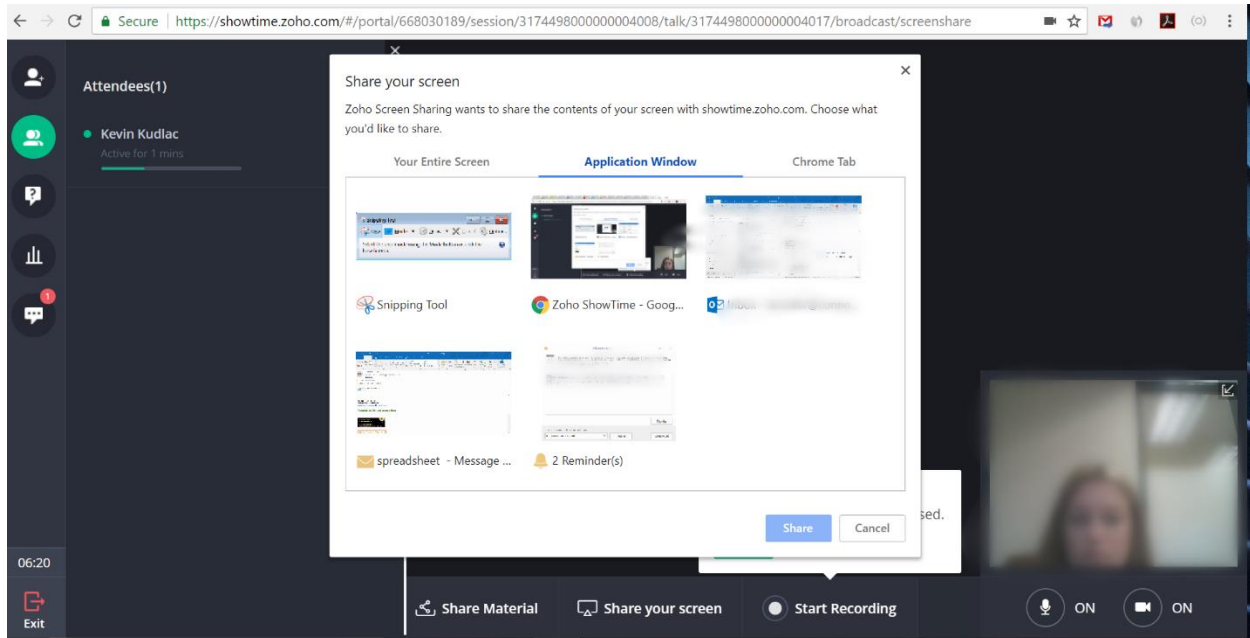 Secure
https://showtime.zoho.com/#/portal/668030189/session/3174498000000004008/talk/3174498000000004017/broadcast/screenshare
Attendees(1)
Kevin Kudlac
Active for 1 mins
1
06:20
Exit
Share your screen
Zoho Screen Sharing wants to share the contents of your screen with showtime.zoho.com. Choose what
you'd like to share.
Your Entire Screen
Application Window
Chrome Tab
Snipping Tool
Zoho ShowTime - Goog...
Inbox
spreadsheet - Message ...
2 Reminder(s)
Share
Cancel
sed.
Share Material
Share your screen
Start Recording
ON
ON